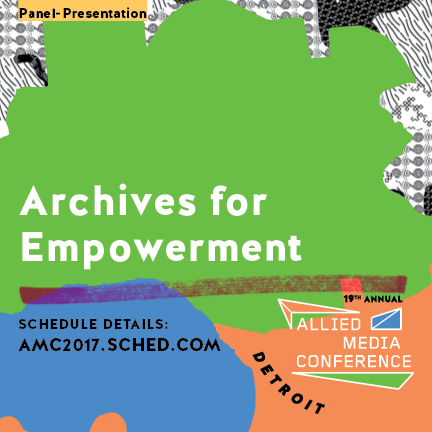 Panel- Presentation
Archives for
Empowerment
19TH ANNUAL
SCHEDULE DETAILS:
AMC2017.SCHED.COM
ALLIED
MEDIA
CONFERENCE
DETROIT